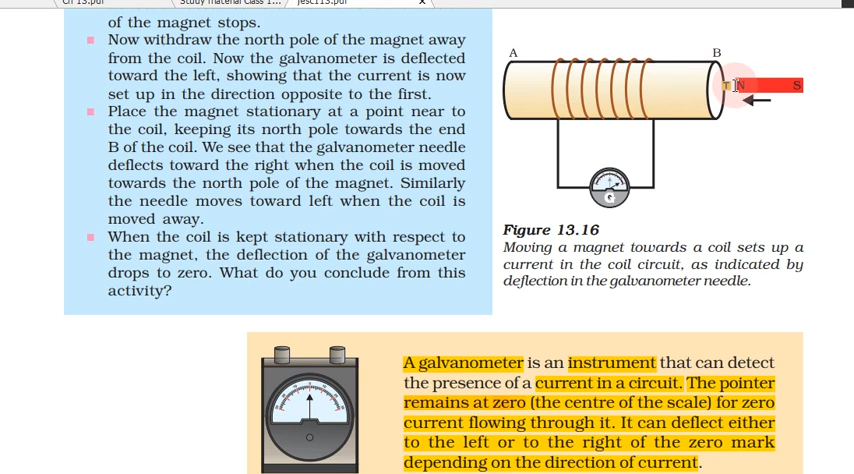 Ch 13.pdf
Study material Class 1...
jesc113.pdf
of the magnet stops.
Now withdraw the north pole of the magnet away
from the coil. Now the galvanometer is deflected
toward the left, showing that the current is now
set up in the direction opposite to the first.
Place the magnet stationary at a point near to
the coil, keeping its north pole towards the end
B of the coil. We see that the galvanometer needle
deflects toward the right when the coil is moved
towards the north pole of the magnet. Similarly
the needle moves toward left when the coil is
moved away.
When the coil is kept stationary with respect to
the magnet, the deflection of the galvanometer
drops to zero. What do you conclude from this
activity?
A B
T N S
G
Figure 13.16
Moving a magnet towards a coil sets up a
current in the coil circuit, as indicated by
deflection in the galvanometer needle.
A galvanometer is an instrument that can detect
the presence of a current in a circuit. The pointer
remains at zero (the centre of the scale) for zero
current flowing through it. It can deflect either
to the left or to the right of the zero mark
depending on the direction of current.